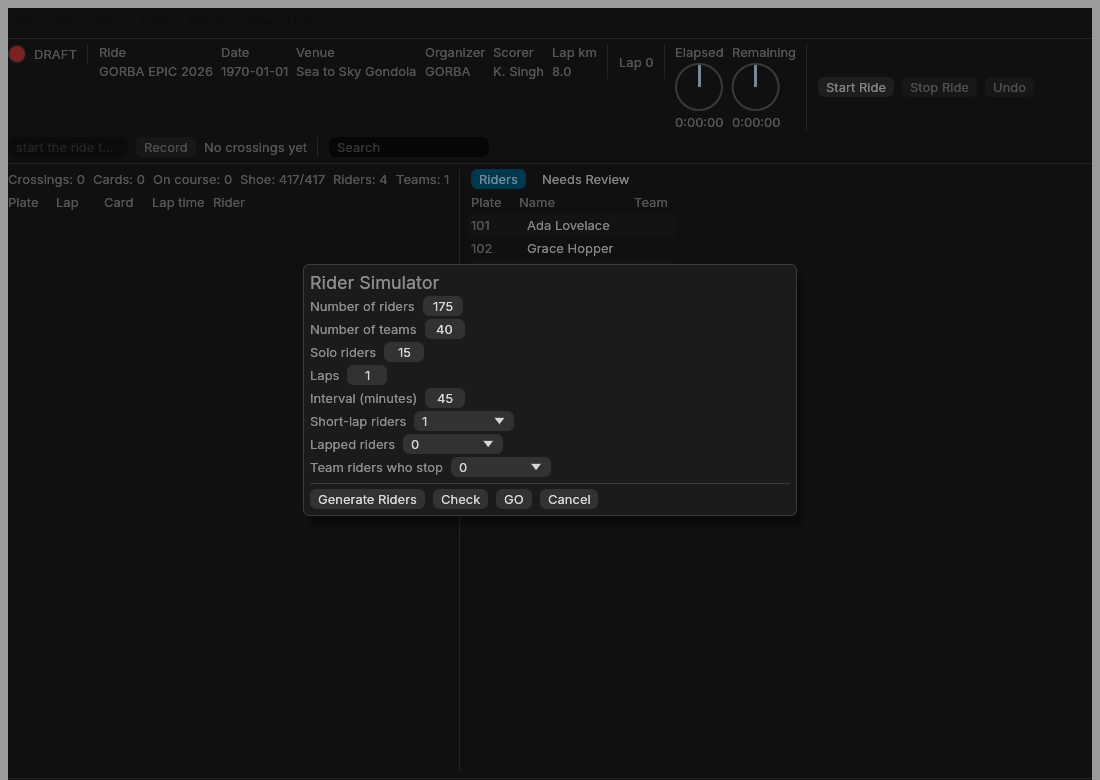 DRAFT
Ride Date Venue Organizer Scorer Lap km
GORBA EPIC 2026 1970-01-01 Sea to Sky Gondola GORBA K. Singh 8.0
Lap 0
Elapsed Remaining
0:00:00 0:00:00
Start Ride Stop Ride Undo
start the ride t... Record No crossings yet Search
Crossings: 0 Cards: 0 On course: 0 Shoe: 417/417 Riders: 4 Teams: 1
Plate Lap Card Lap time Rider
Riders Needs Review
Plate Name Team
101 Ada Lovelace
102 Grace Hopper
Rider Simulator
Number of riders 175
Number of teams 40
Solo riders 15
Laps 1
Interval (minutes) 45
Short-lap riders 1
Lapped riders 0
Team riders who stop 0
Generate Riders Check GO Cancel